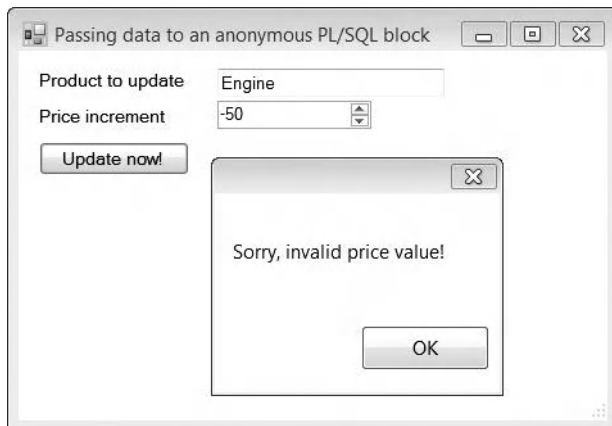 Passing data to an anonymous PL/SQL block
Product to update
Engine
Price increment
-50
Update now!
Sorry, invalid price value!
OK